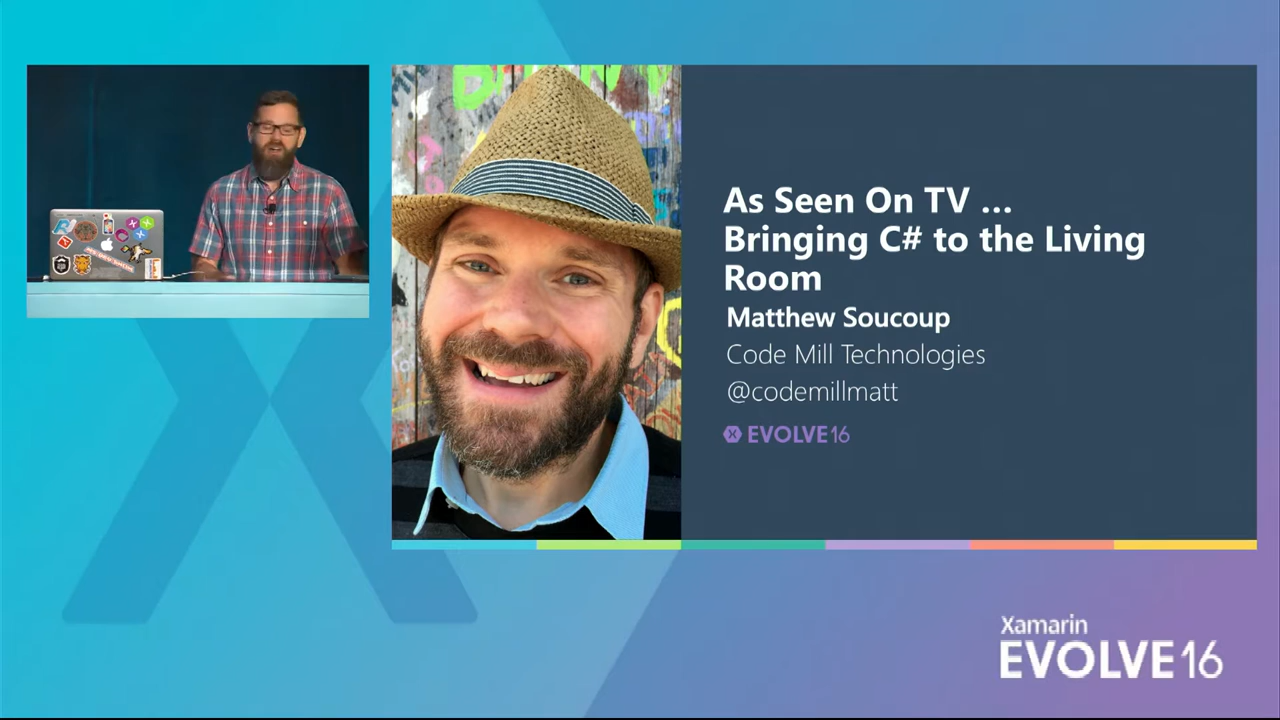 As Seen On TV ...
Bringing C# to the Living
Room
Matthew Soucoup
Code Mill Technologies
@codemillmatt
EVOLVE16
Xamarin
EVOLVE16